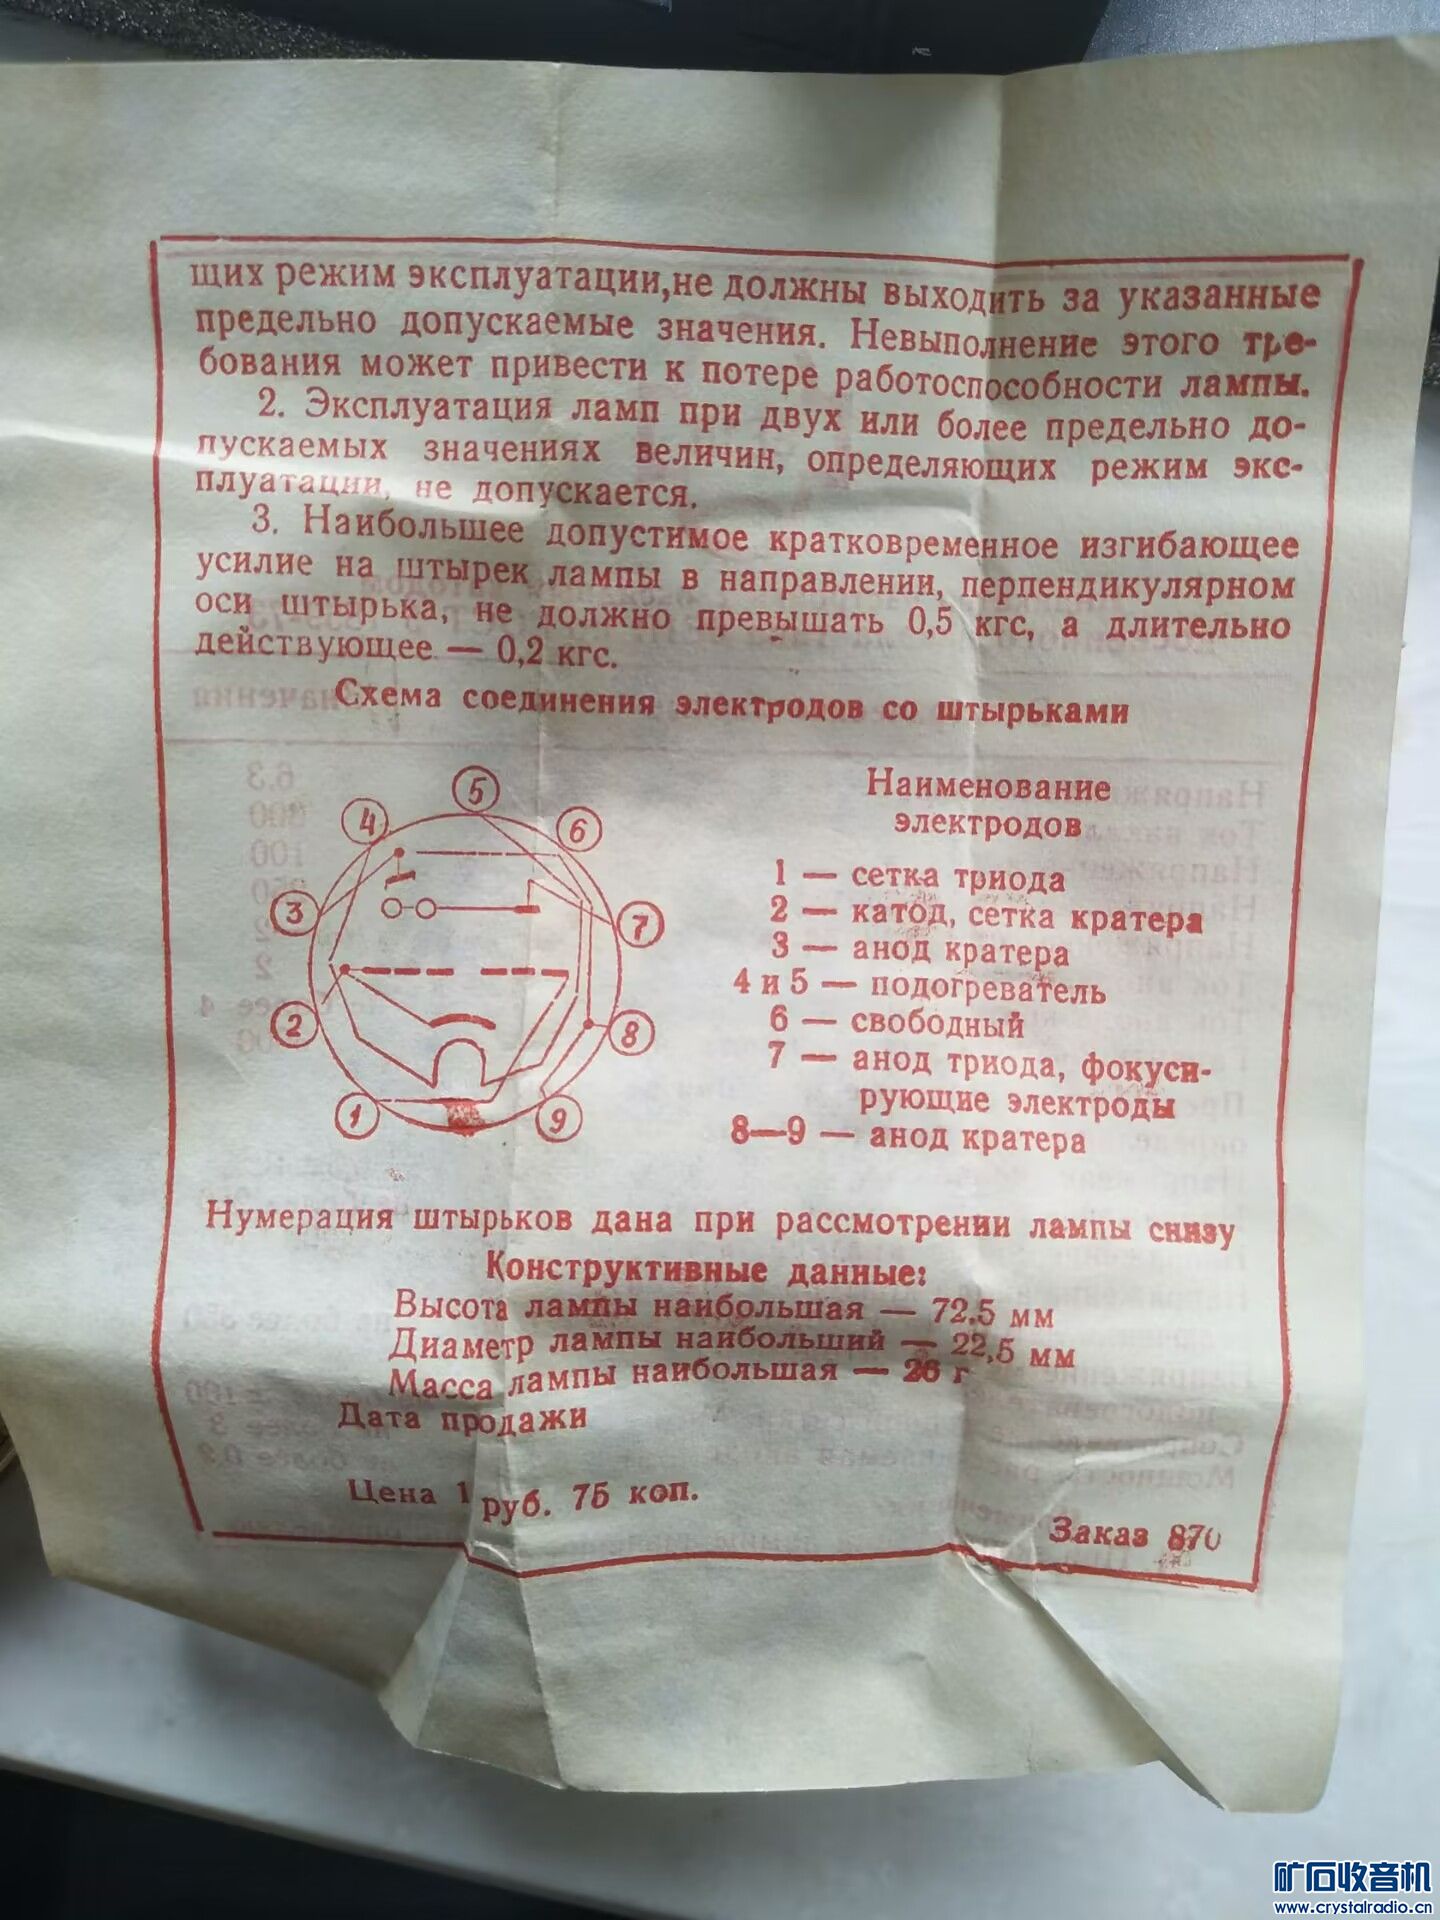 щих режим эксплуатации, не должны выходить за указанные
предельно допускаемые значения. Невыполнение этого тре-
бования может привести к потере работоспособности лампы.
2. Эксплуатация ламп при двух или более предельно до-
пускаемых значениях величин, определяющих режим экс-
плуатации, не допускается.
3. Наибольшее допустимое кратковременное изгибающее
усилие на штырек лампы в направлении, перпендикулярном
оси штырька, не должно превышать 0,5 кгс, а длительно
действующее — 0,2 кгс.
Схема соединения электродов со штырьками
5
4
6
3
7
2
8
1
9
Наименование
электродов
1 — сетка триода
2 — катод, сетка кратера
3 — анод кратера
4 и 5 — подогреватель
6 — свободный
7 — анод триода, фокуси-
рующие электроды
8—9 — анод кратера
Нумерация штырьков дана при рассмотрении лампы снизу
Конструктивные данные:
Высота лампы наибольшая — 72.5 мм
Диаметр лампы наибольший — 22,5 мм
Масса лампы наибольшая — 26 г
Дата продажи
Цена 1 руб. 75 коп.
Заказ 870
矿石收音机
www.crystalradio.cn